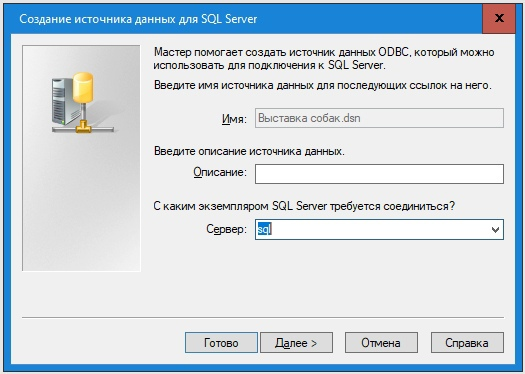 Создание источника данных для SQL Server
Мастер помогает создать источник данных ODBC, который можно
использовать для подключения к SQL Server.
Введите имя источника данных для последующих ссылок на него.
Имя: Выставка собак.dsn
Введите описание источника данных.
Описание:
С каким экземпляром SQL Server требуется соединиться?
Сервер: sql
Готово Далее > Отмена Справка